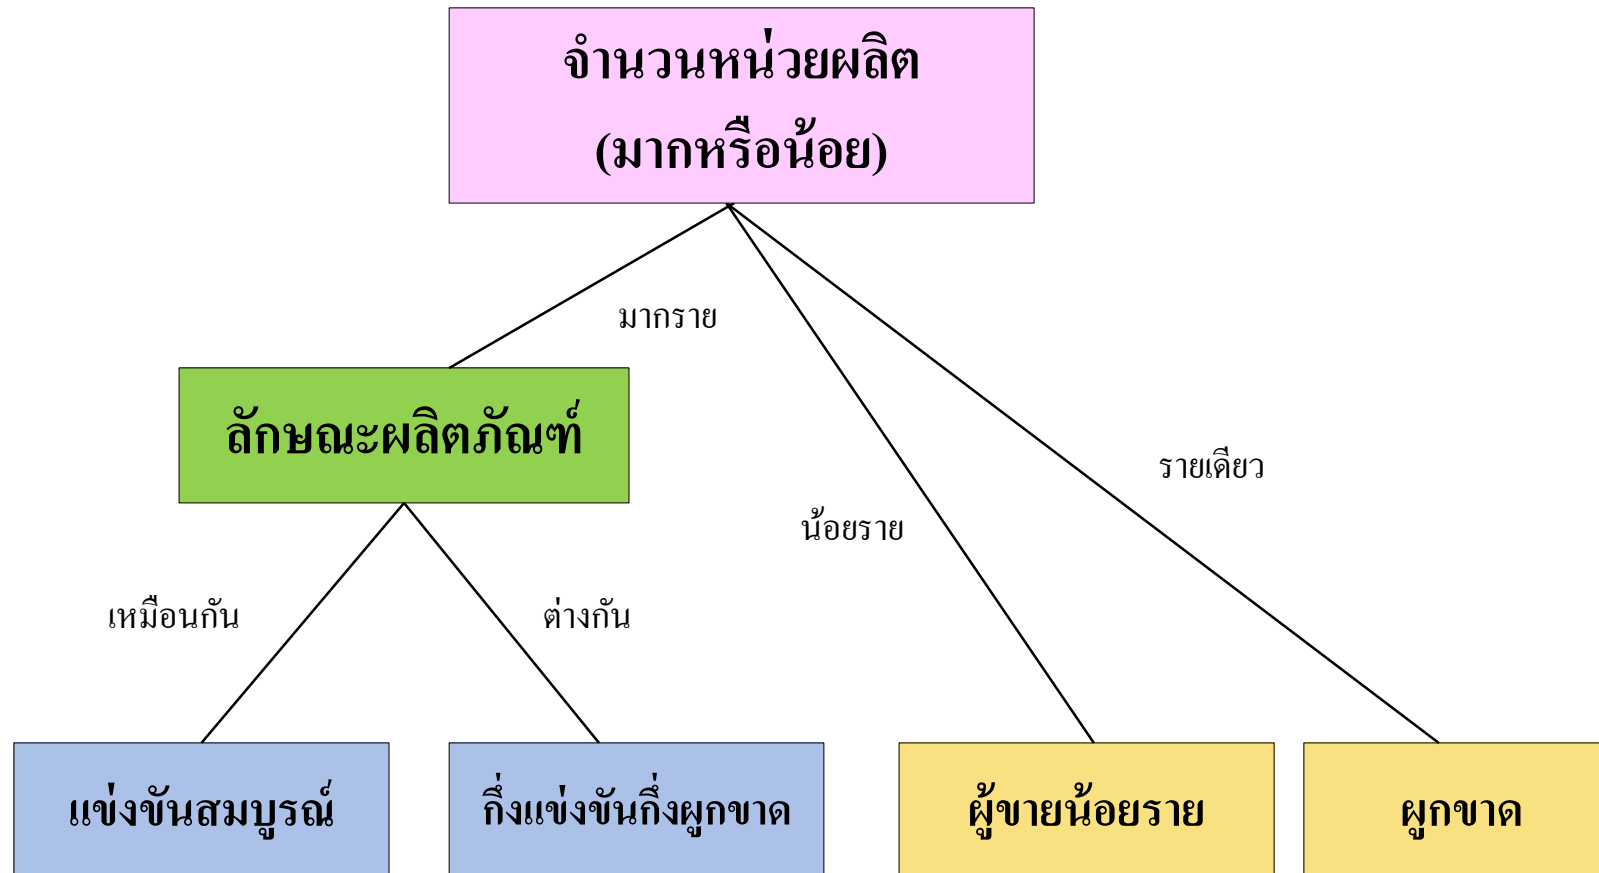 จำนวนหน่วยผลิต
(มากหรือน้อย)
มากราย
ลักษณะผลิตภัณฑ์
รายเดียว
น้อยราย
เหมือนกัน
ต่างกัน
แข่งขันสมบูรณ์
กึ่งแข่งขันกึ่งผูกขาด
ผู้ขายน้อยราย
ผูกขาด